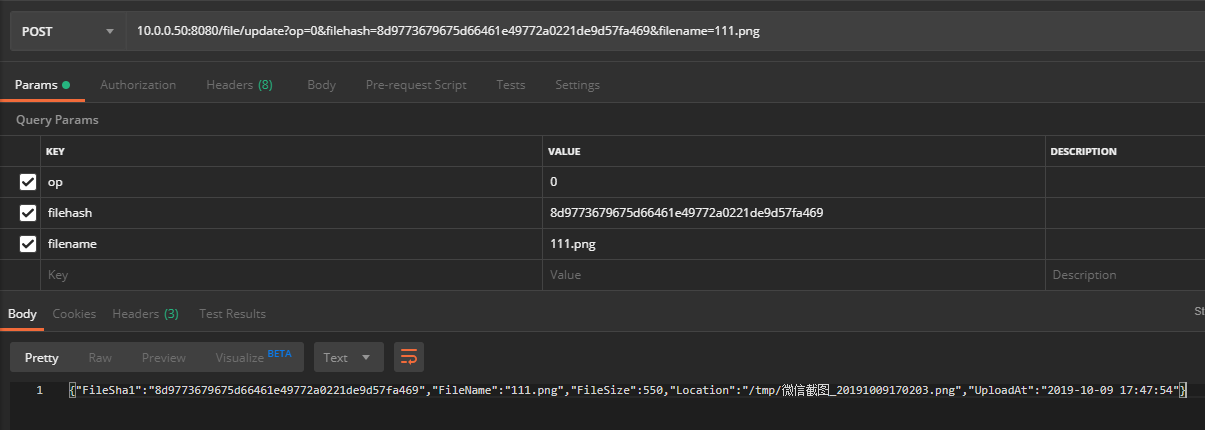 POST 10.0.0.50:8080/file/update?op=0&filehash=8d9773679675d66461e49772a0221de9d57fa469&filename=111.png
Params Authorization Headers (8) Body Pre-request Script Tests Settings
Query Params
KEY VALUE DESCRIPTION
op 0
filehash 8d9773679675d66461e49772a0221de9d57fa469
filename 111.png
Key Value Description
Body Cookies Headers (3) Test Results St
Pretty Raw Preview Visualize BETA Text
1 {"FileSha1":"8d9773679675d66461e49772a0221de9d57fa469","FileName":"111.png","FileSize":550,"Location":"/tmp/微信截图_20191009170203.png","UploadAt":"2019-10-09 17:47:54"}